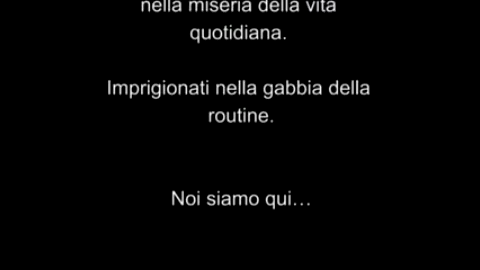 nella miseria della vita
quotidiana.
Imprigionati nella gabbia della
routine.
Noi siamo qui…